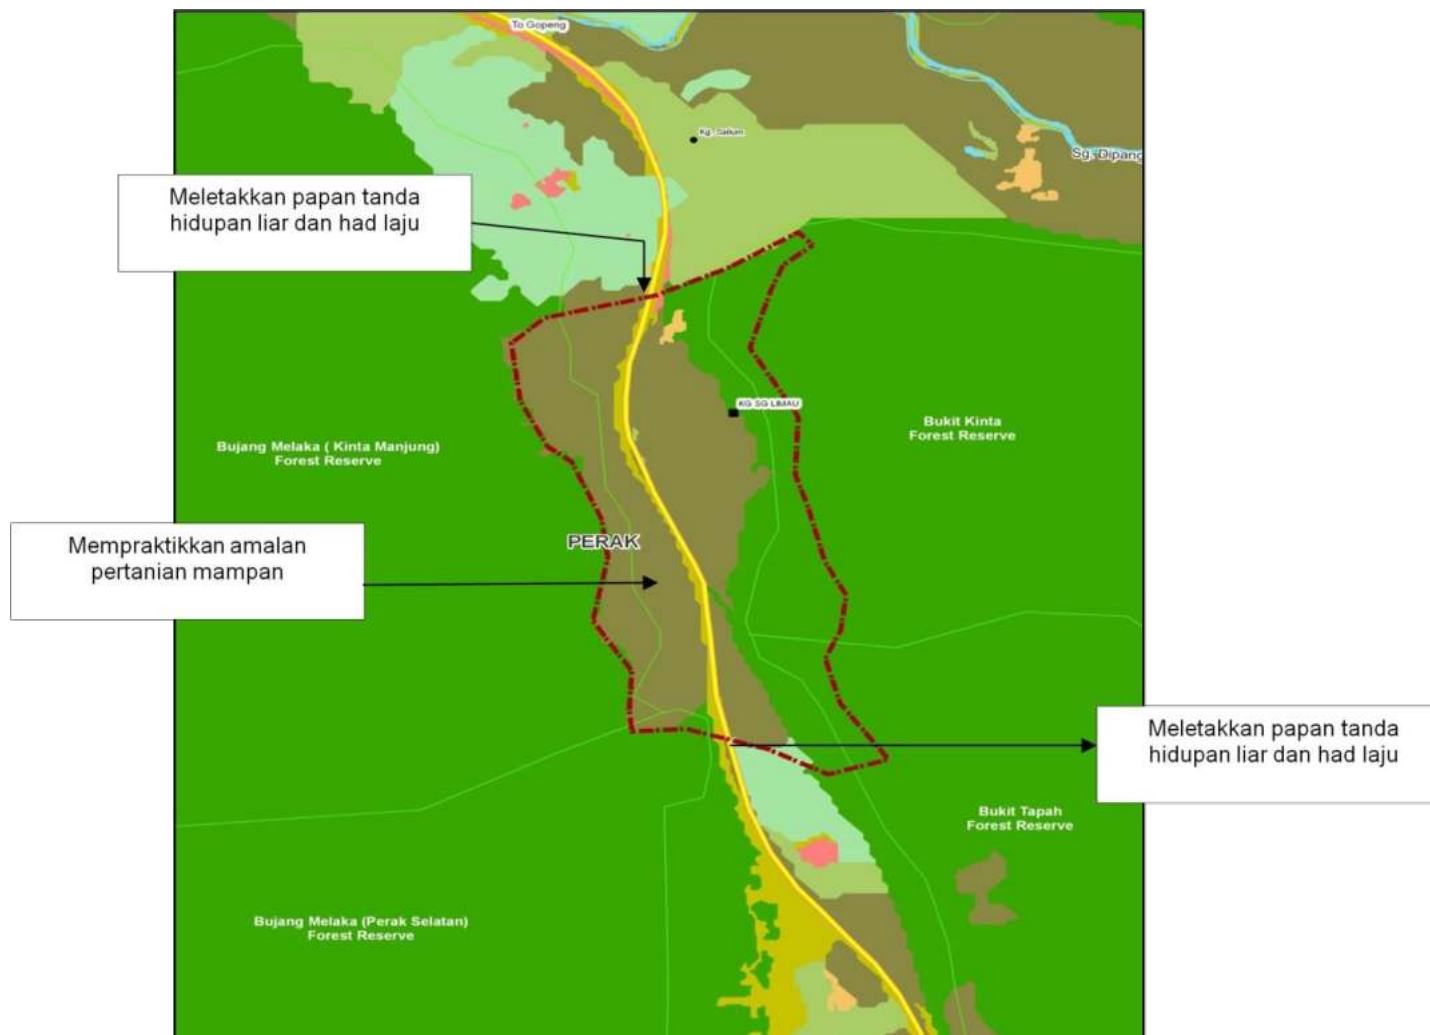 To Gopeng
Kg. Salium
Sg. Dipang
Meletakkan papan tanda
hidupan liar dan had laju
KG SG LIMAU
Bukit Kinta
Forest Reserve
Bujang Melaka ( Kinta Manjung)
Forest Reserve
Mempraktikkan amalan
pertanian mampan
PERAK
Meletakkan papan tanda
hidupan liar dan had laju
Bukit Tapah
Forest Reserve
Bujang Melaka (Perak Selatan)
Forest Reserve